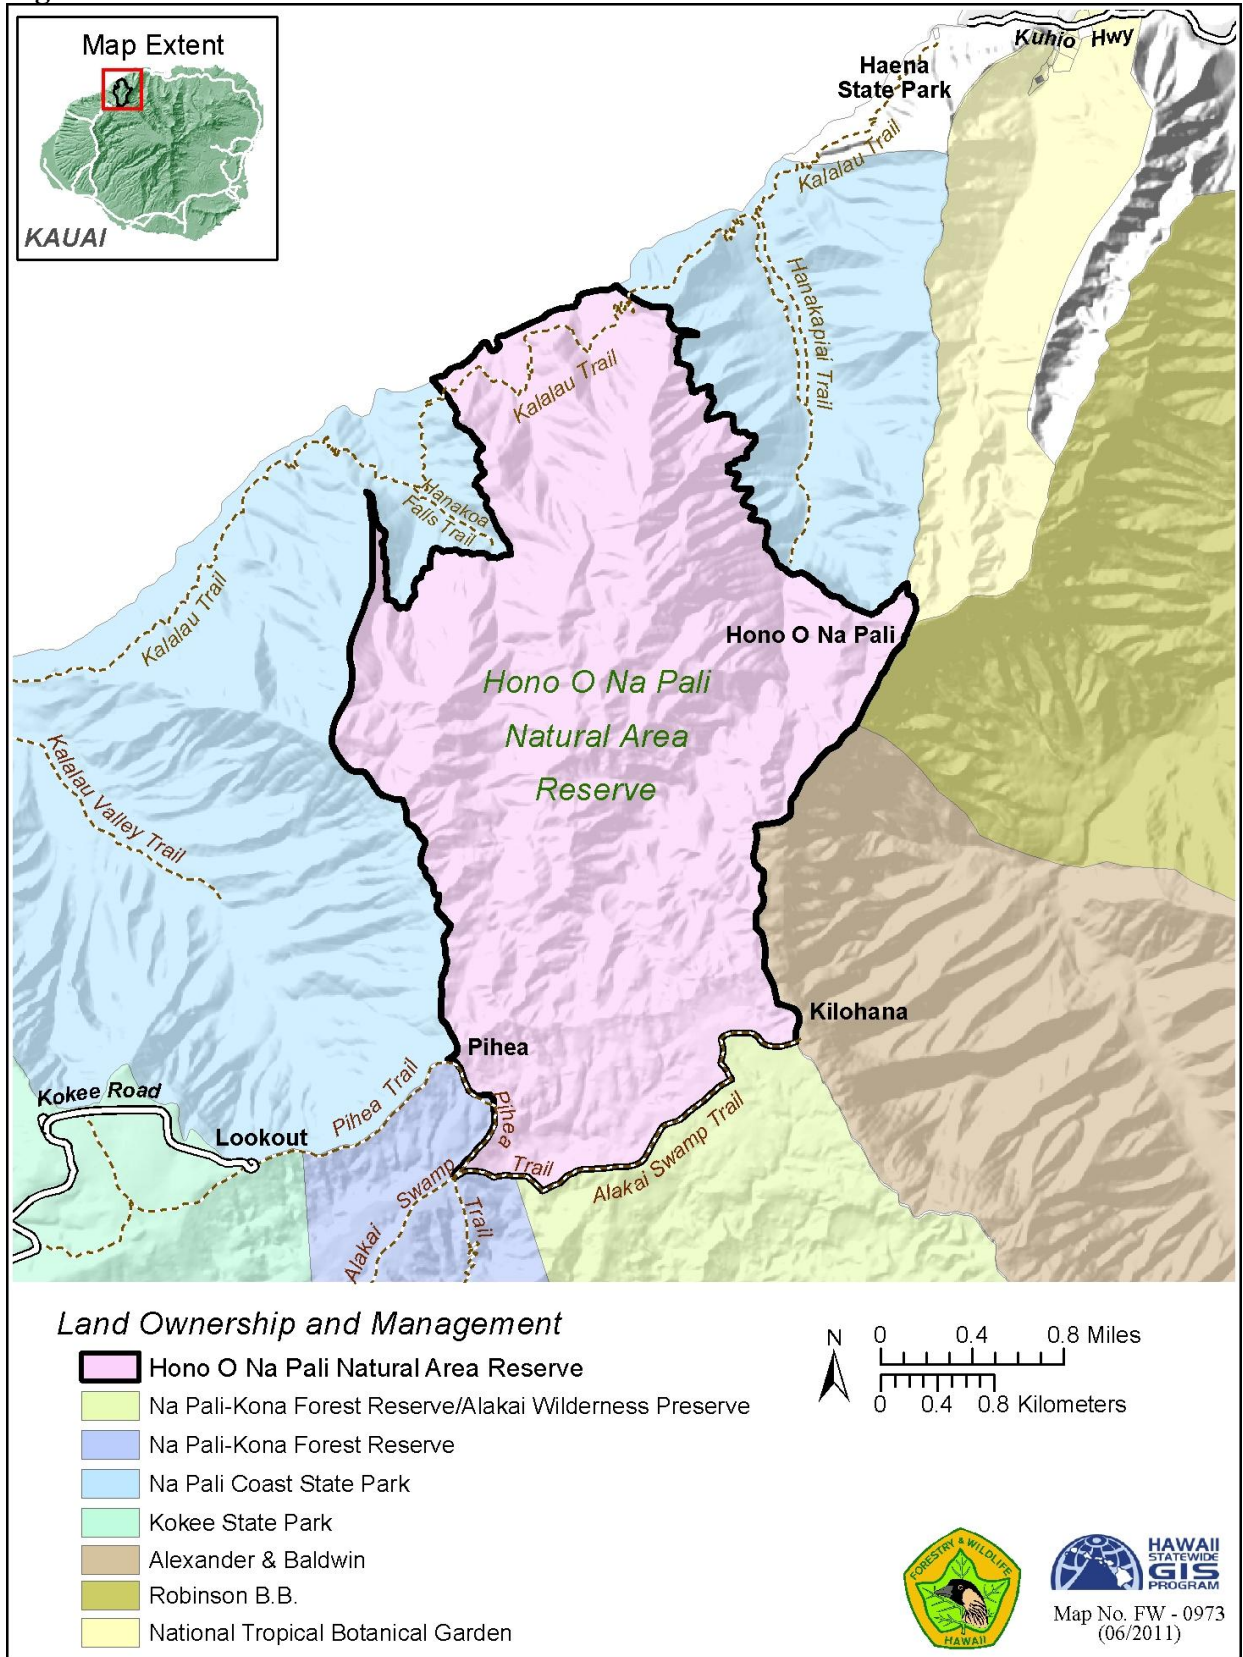 Map Extent
KAUAI
Kuhio Hwy
Haena
State Park
Kalalau Trail
Hanakapiai Trail
Kalalau Trail
Hanakoa
Falls Trail
Kalalau Trail
Hono O Na Pali
Hono O Na Pali
Natural Area
Reserve
Kalalau Valley Trail
Kilohana
Pihea
Kokee Road
Pihea Trail
Pihea
Trail
Lookout
Alakai Swamp Trail
Alakai Swamp
Trail
Land Ownership and Management
Hono O Na Pali Natural Area Reserve
Na Pali-Kona Forest Reserve/Alakai Wilderness Preserve
Na Pali-Kona Forest Reserve
Na Pali Coast State Park
Kokee State Park
Alexander & Baldwin
Robinson B.B.
National Tropical Botanical Garden
N
0 0.4 0.8 Miles
0 0.4 0.8 Kilometers
FORESTRY & WILDLIFE
HAWAII
HAWAII
STATEWIDE
GIS
PROGRAM
Map No. FW - 0973
(06/2011)